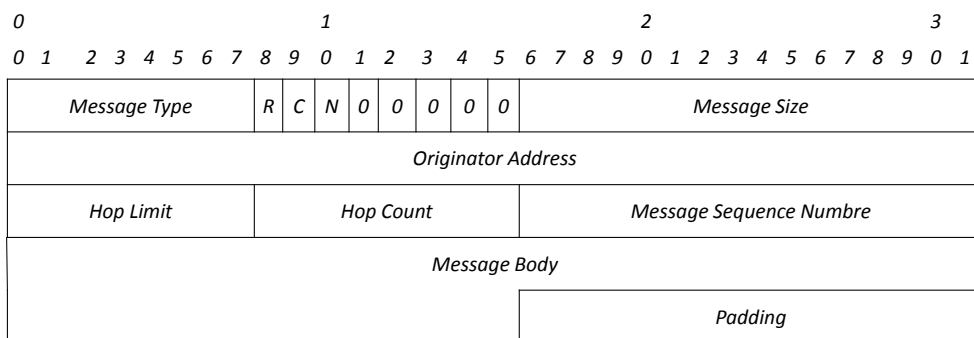 0 1 2 3
0 1 2 3 4 5 6 7 8 9 0 1 2 3 4 5 6 7 8 9 0 1 2 3 4 5 6 7 8 9 0 1
Message Type R C N 0 0 0 0 0 Message Size
Originator Address
Hop Limit Hop Count Message Sequence Numbre
Message Body
Padding